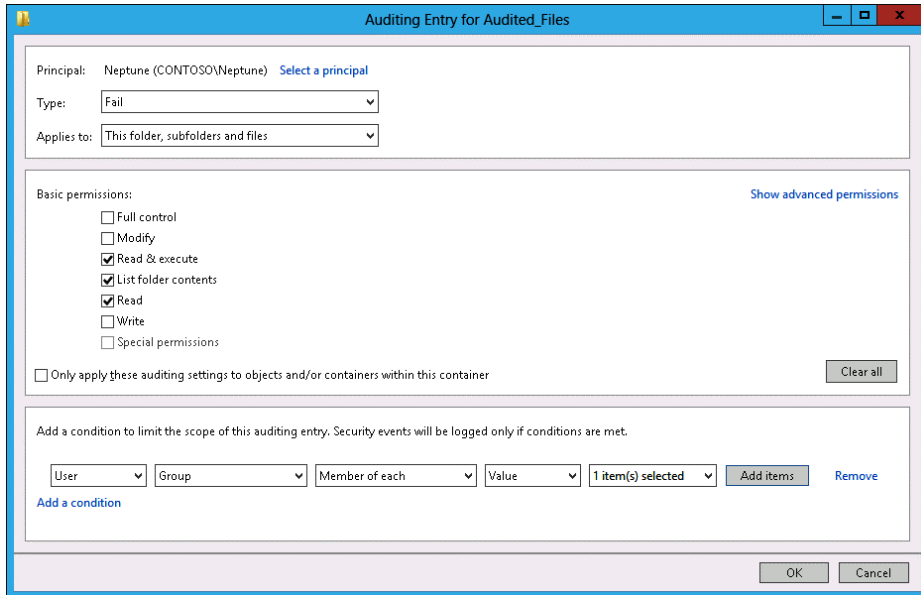 Auditing Entry for Audited_Files
Principal: Neptune (CONTOSO\Neptune) Select a principal
Type: Fail
Applies to: This folder, subfolders and files
Basic permissions: Show advanced permissions
Full control
Modify
Read & execute
List folder contents
Read
Write
Special permissions
Only apply these auditing settings to objects and/or containers within this container Clear all
Add a condition to limit the scope of this auditing entry. Security events will be logged only if conditions are met.
User Group Member of each Value 1 item(s) selected Add items Remove
Add a condition
OK Cancel